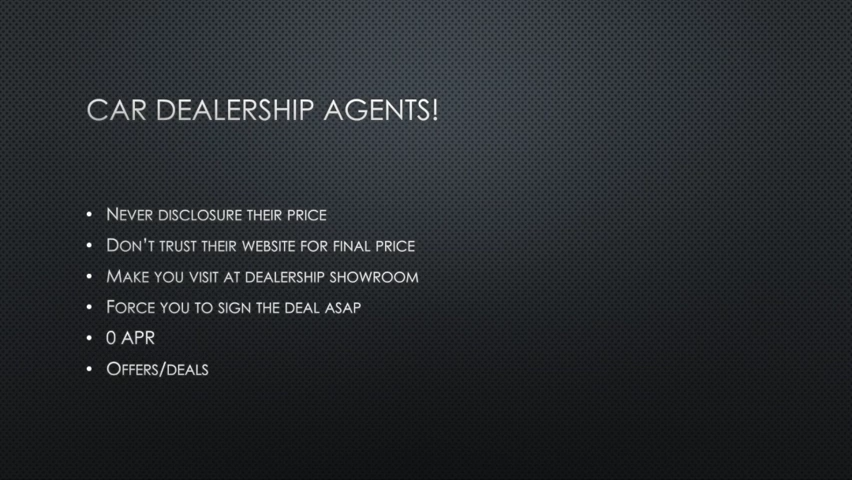 CAR DEALERSHIP AGENTS!
• NEVER DISCLOSURE THEIR PRICE
• DON'T TRUST THEIR WEBSITE FOR FINAL PRICE
• MAKE YOU VISIT AT DEALERSHIP SHOWROOM
• FORCE YOU TO SIGN THE DEAL ASAP
• 0 APR
• OFFERS/DEALS